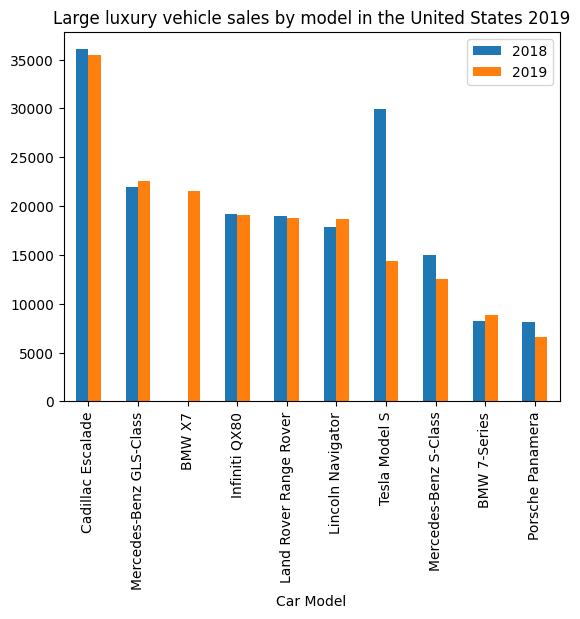 Large luxury vehicle sales by model in the United States 2019
2018
2019
35000
30000
25000
20000
15000
10000
5000
0
Cadillac Escalade
Mercedes-Benz GLS-Class
BMW X7
Infiniti QX80
Land Rover Range Rover
Lincoln Navigator
Tesla Model S
Mercedes-Benz S-Class
BMW 7-Series
Porsche Panamera
Car Model